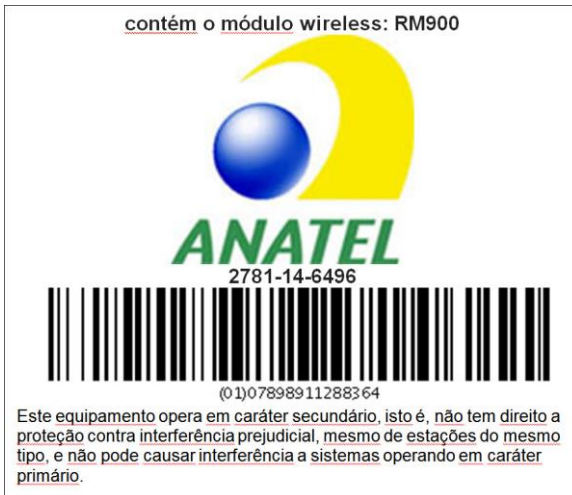 contém o módulo wireless: RM900
ANATEL
2781-14-6496
(01)07898911288364
Este equipamento opera em caráter secundário, isto é, não tem direito a
proteção contra interferência prejudicial, mesmo de estações do mesmo
tipo, e não pode causar interferência a sistemas operando em caráter
primário.